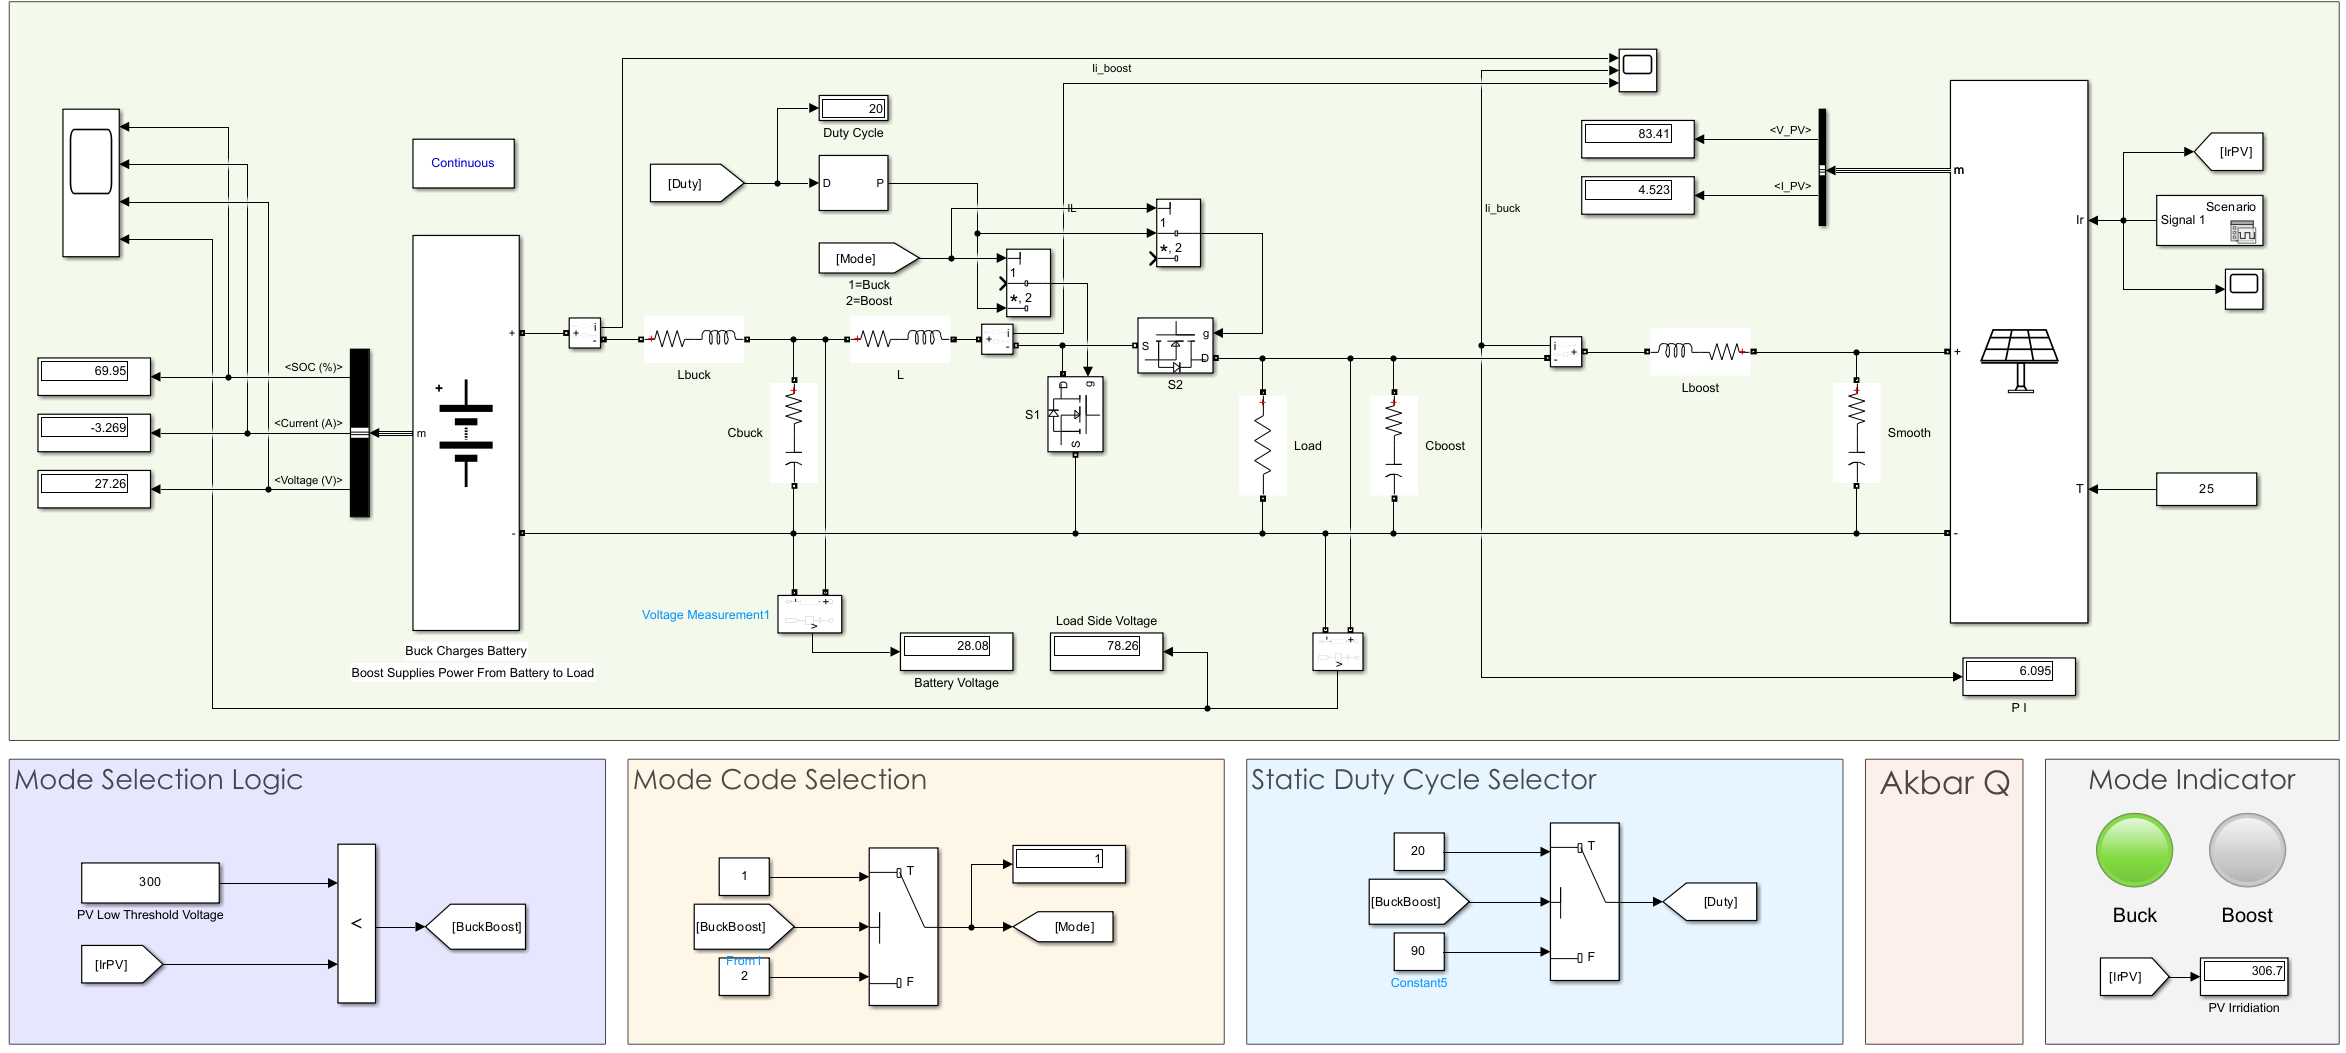 Ii_boost
20
Duty Cycle
Continuous
[Duty]
D
P
IL
[Mode]
1=Buck
2=Boost
1
*, 2
1
*, 2
Ii_buck
83.41
<V_PV>
4.523
<I_PV>
m
[IrPV]
Scenario
Signal 1
Ir
+
i
-
Lbuck
+
L
+
i
-
S
g
D
S2
i
+
-
Lboost
+
+
69.95
<SOC (%)>
-3.269
<Current (A)>
27.26
<Voltage (V)>
m
+
-
Cbuck
S1
D
g
S
Load
Cboost
Smooth
T
25
-
Voltage Measurement1
- +
v
28.08
Battery Voltage
Load Side Voltage
78.26
- +
v
Buck Charges Battery
Boost Supplies Power From Battery to Load
6.095
P I
Mode Selection Logic
300
PV Low Threshold Voltage
[IrPV]
<
[BuckBoost]
Mode Code Selection
1
[BuckBoost]
From1
2
T
F
1
[Mode]
Static Duty Cycle Selector
20
[BuckBoost]
90
Constant5
T
F
[Duty]
Akbar Q
Mode Indicator
Buck
Boost
[IrPV]
306.7
PV Irridiation